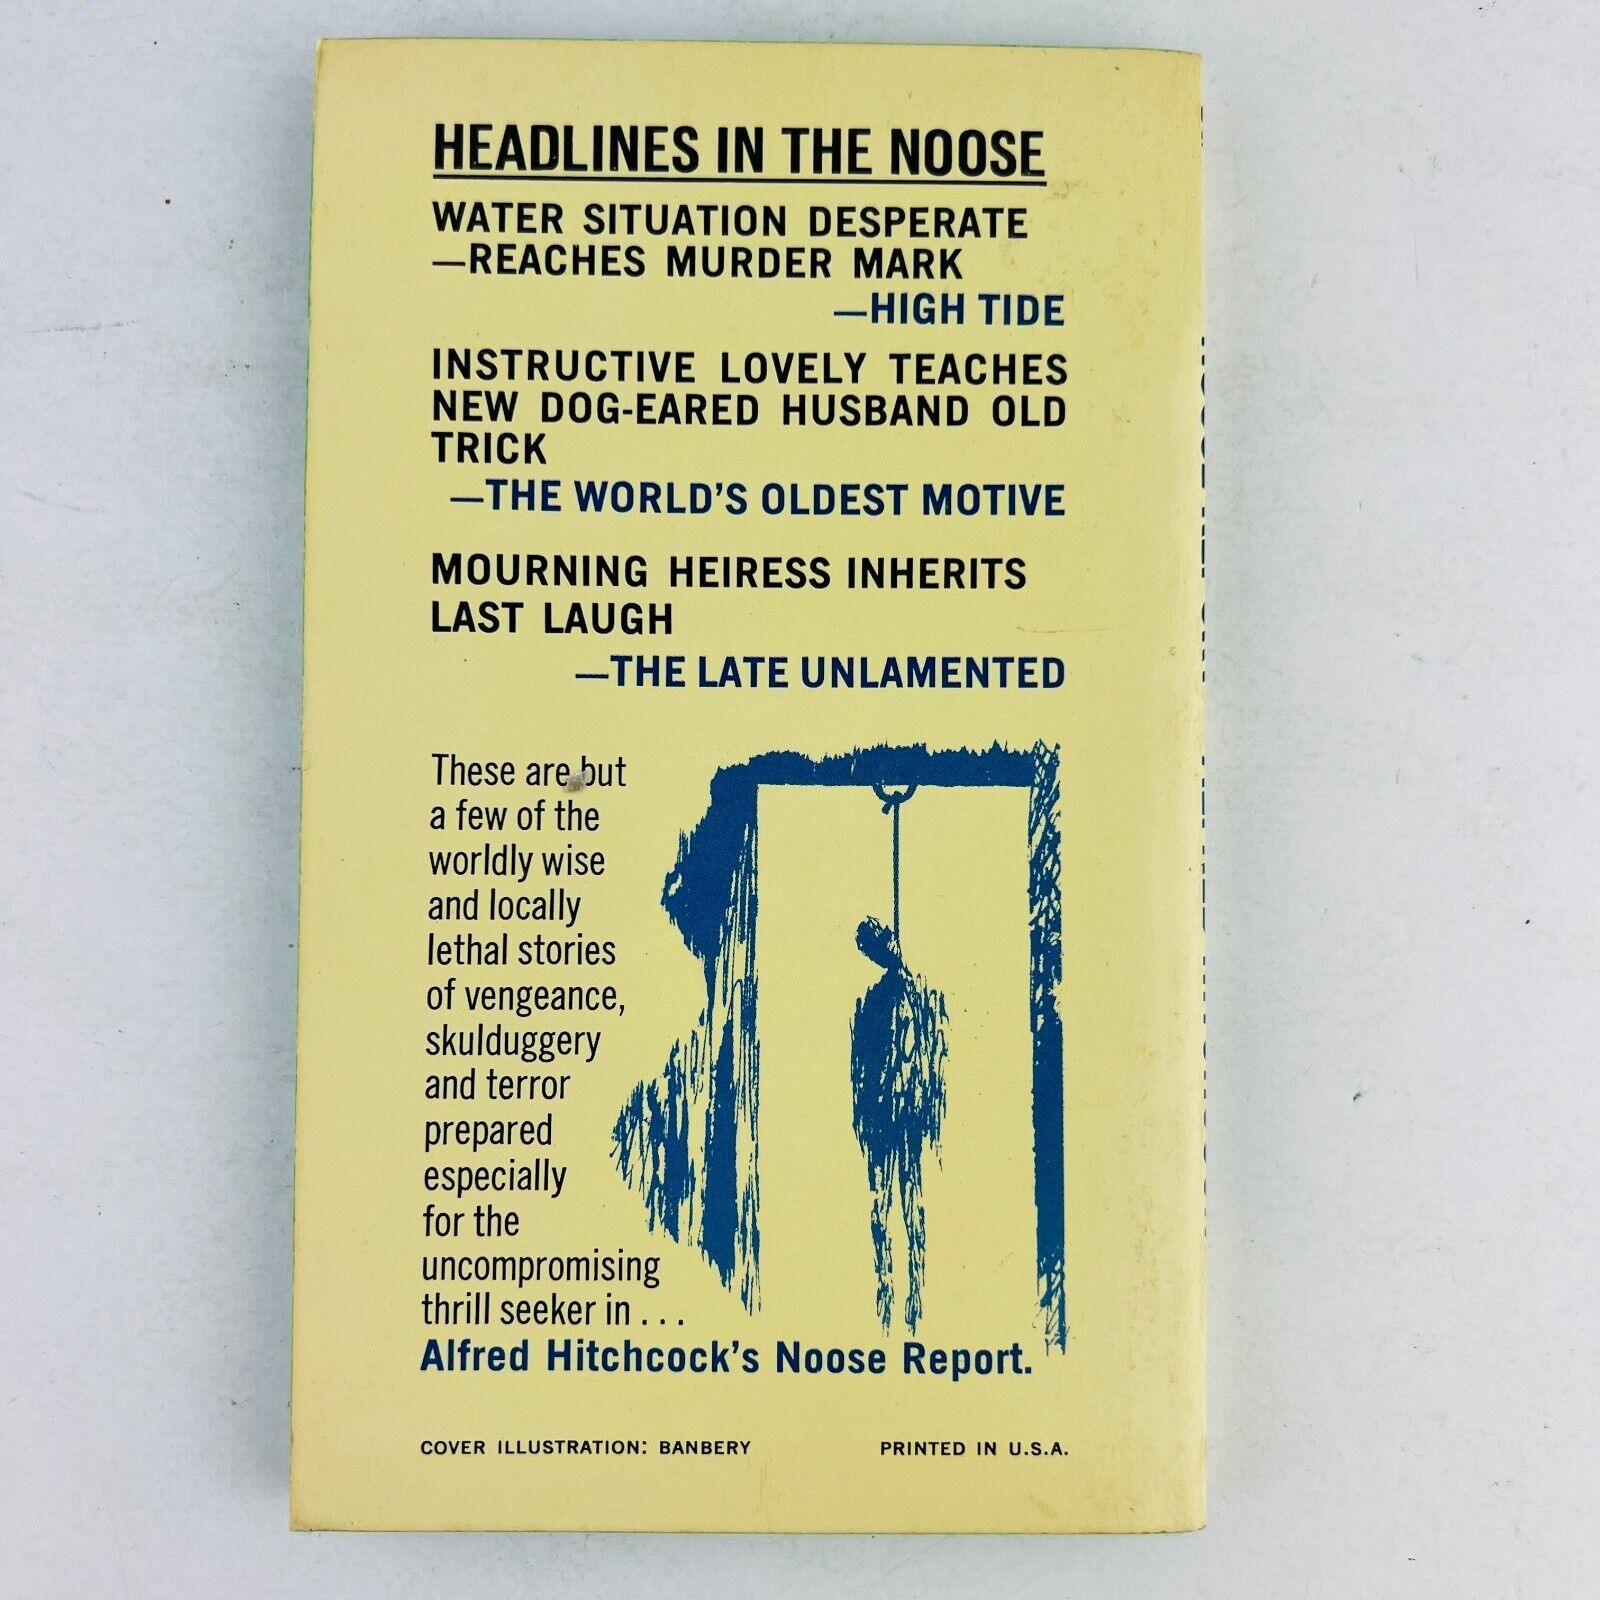 HEADLINES IN THE NOOSE
WATER SITUATION DESPERATE
—REACHES MURDER MARK
—HIGH TIDE
INSTRUCTIVE LOVELY TEACHES
NEW DOG-EARED HUSBAND OLD
TRICK
—THE WORLD'S OLDEST MOTIVE
MOURNING HEIRESS INHERITS
LAST LAUGH
—THE LATE UNLAMENTED
These are but
a few of the
worldly wise
and locally
lethal stories
of vengeance,
skulduggery
and terror
prepared
especially
for the
uncompromising
thrill seeker in . . .
Alfred Hitchcock's Noose Report.
COVER ILLUSTRATION: BANBERY PRINTED IN U.S.A.